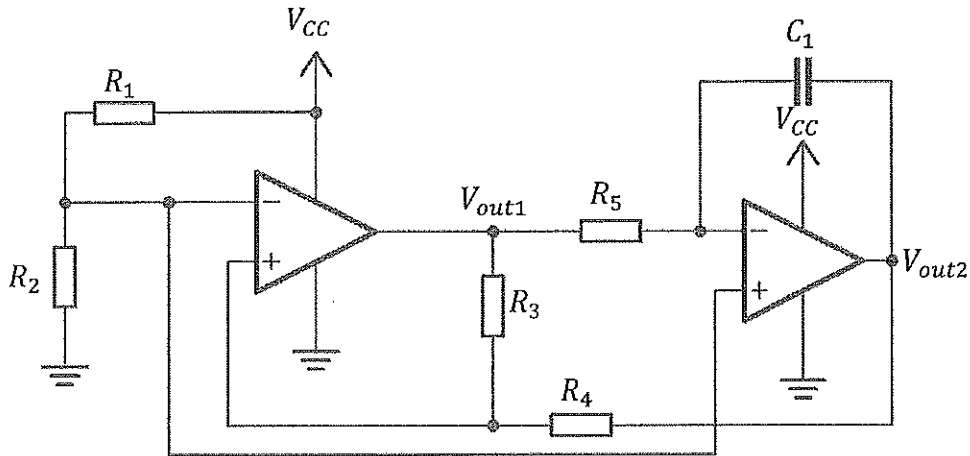 V_CC
C_1
R_1
V_CC
−
V_out1
R_5
−
R_2
+
R_3
+
V_out2
R_4